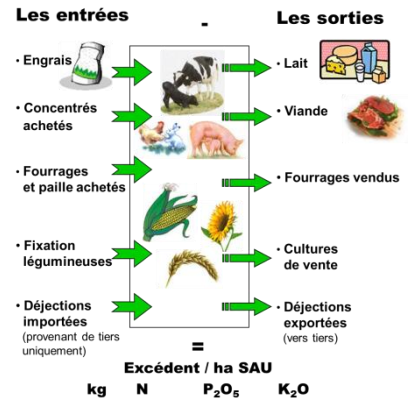 Les entrées
-
Les sorties
• Engrais
• Lait
• Concentrés
achetés
• Viande
• Fourrages
et paille achetés
• Fourrages vendus
• Fixation
légumineuses
• Cultures
de vente
• Déjections
importées
(provenant de tiers
uniquement)
• Déjections
exportées
(vers tiers)
=
Excédent / ha SAU
kg N P₂O₅ K₂O